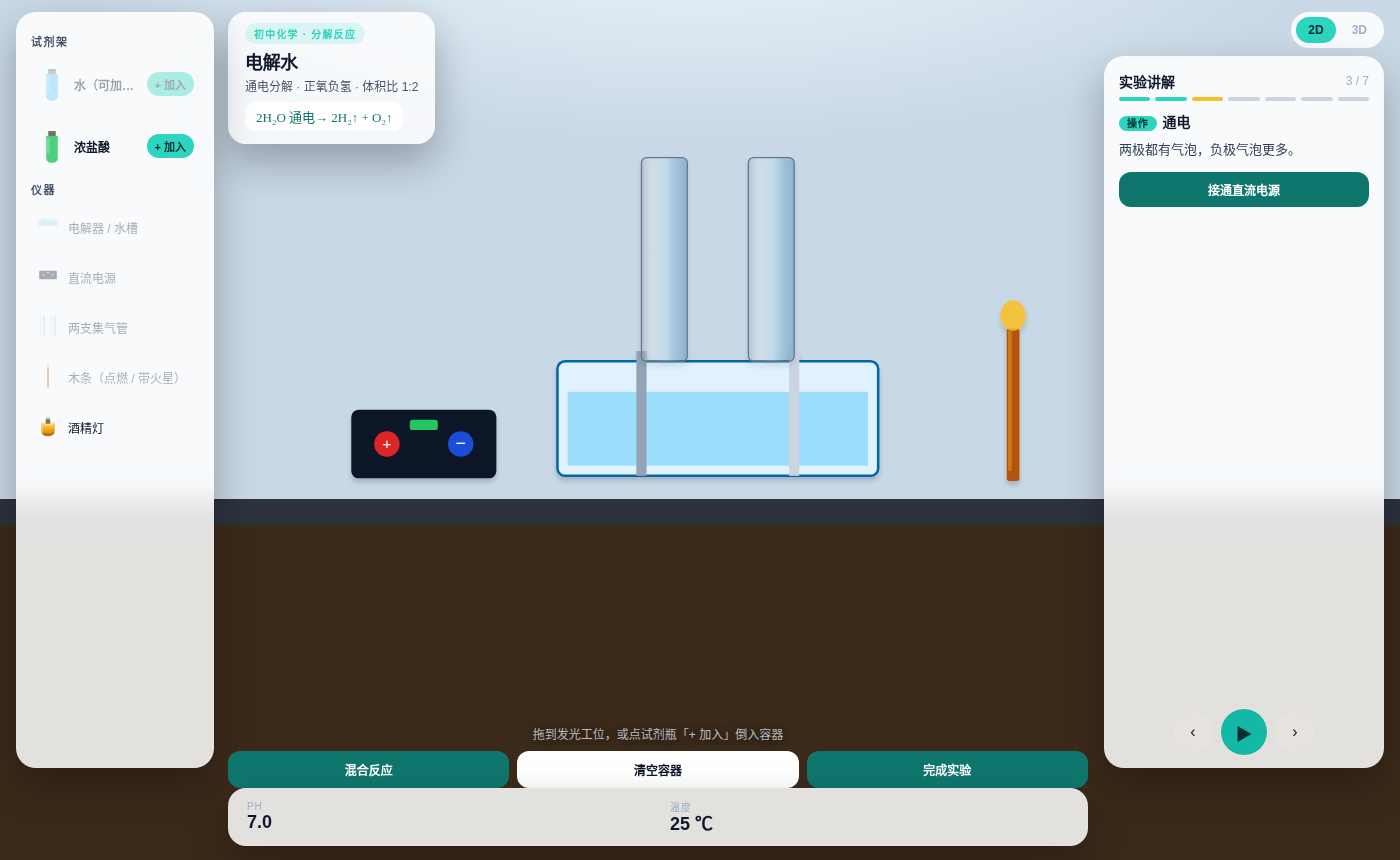 试剂架
水（可加…
+ 加入
浓盐酸
+ 加入
仪器
电解器 / 水槽
直流电源
两支集气管
木条（点燃 / 带火星）
酒精灯
初中化学 · 分解反应
电解水
通电分解 · 正氧负氢 · 体积比 1:2
2H₂O 通电→ 2H₂↑ + O₂↑
+
−
2D
3D
实验讲解
3 / 7
操作
通电
两极都有气泡，负极气泡更多。
接通直流电源
‹
›
拖到发光工位，或点试剂瓶「+ 加入」倒入容器
混合反应
清空容器
完成实验
PH
7.0
温度
25 ℃